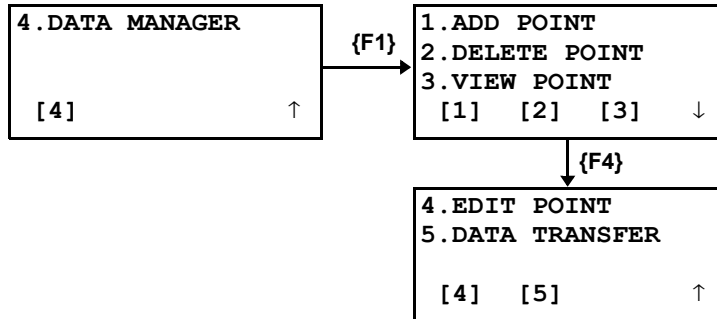 4.DATA MANAGER
[4] ↑
{F1}
1.ADD POINT
2.DELETE POINT
3.VIEW POINT
[1] [2] [3] ↓
{F4}
4.EDIT POINT
5.DATA TRANSFER
[4] [5] ↑